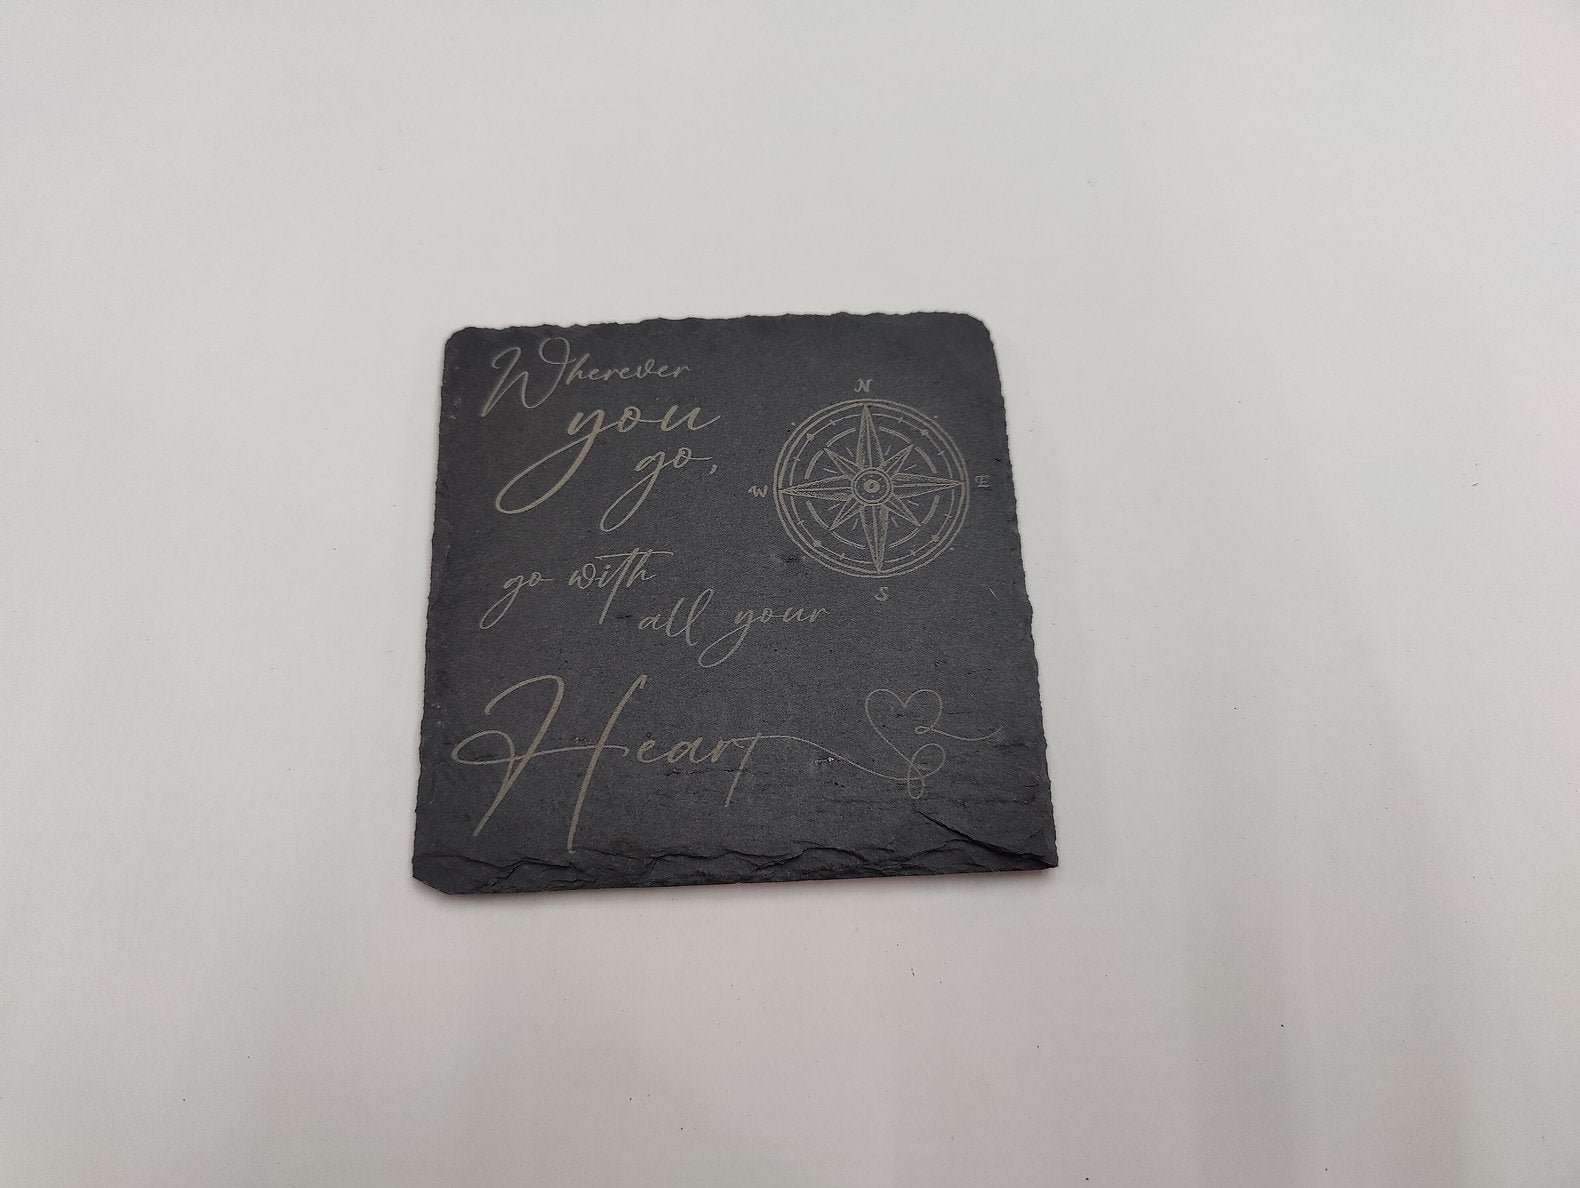 Wherever
you
go,
go with
all your
Heart
N
W
E
S